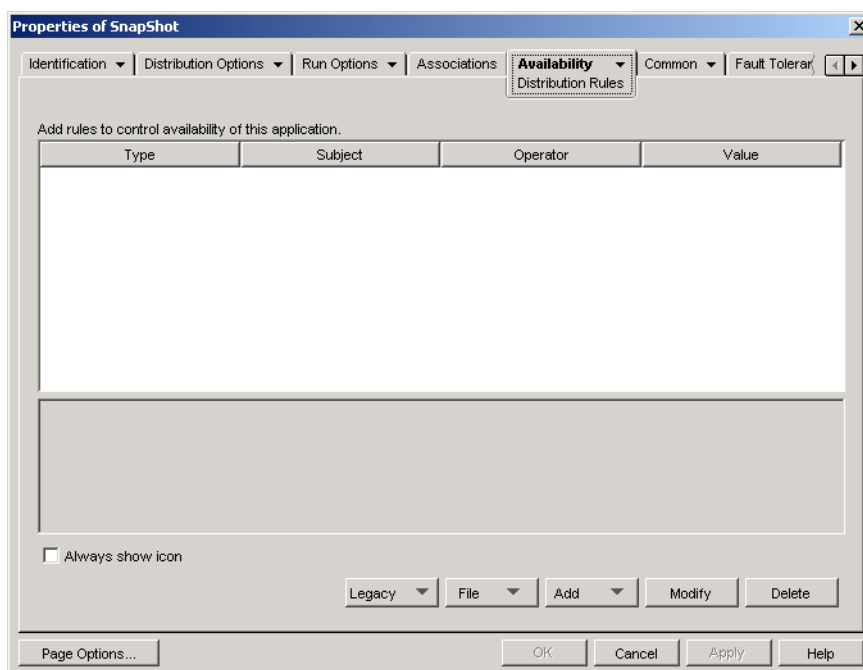 Properties of SnapShot
Identification Distribution Options Run Options Associations Availability Common Fault Toleran
Distribution Rules
Add rules to control availability of this application.
Type Subject Operator Value
Always show icon
Legacy File Add Modify Delete
Page Options... OK Cancel Apply Help